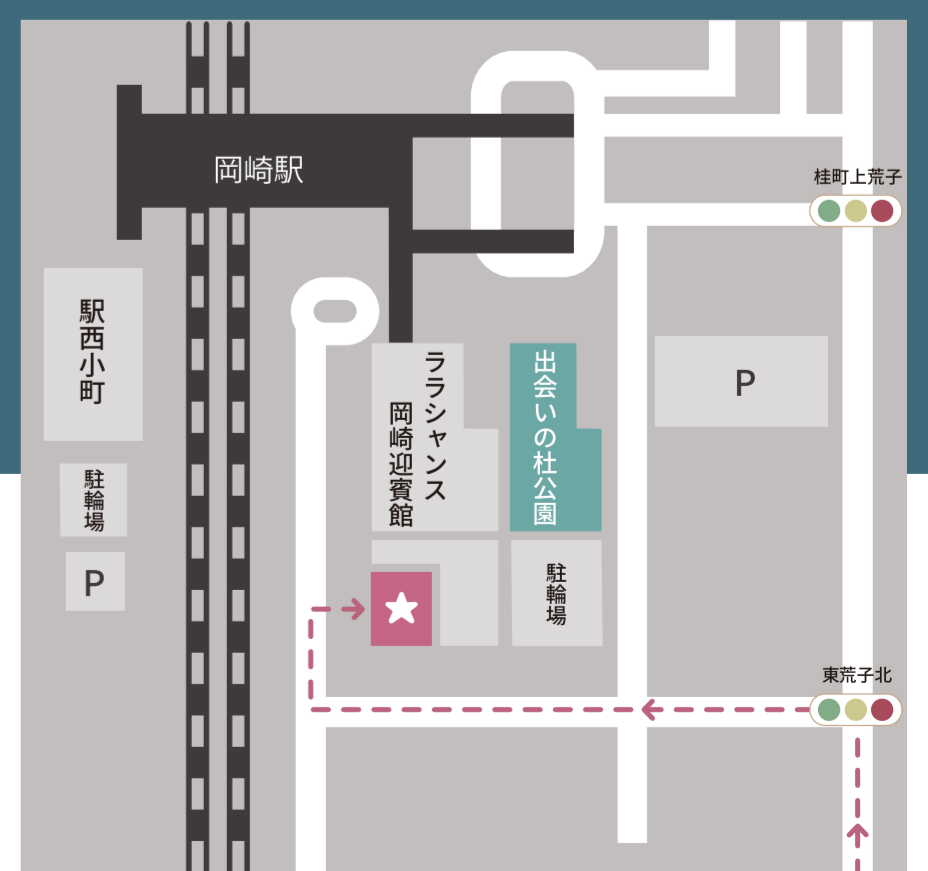 岡崎駅
桂町上荒子
駅西小町
ララシャンス
岡崎迎賓館
出会いの杜公園
P
駐輪場
P
駐輪場
東荒子北